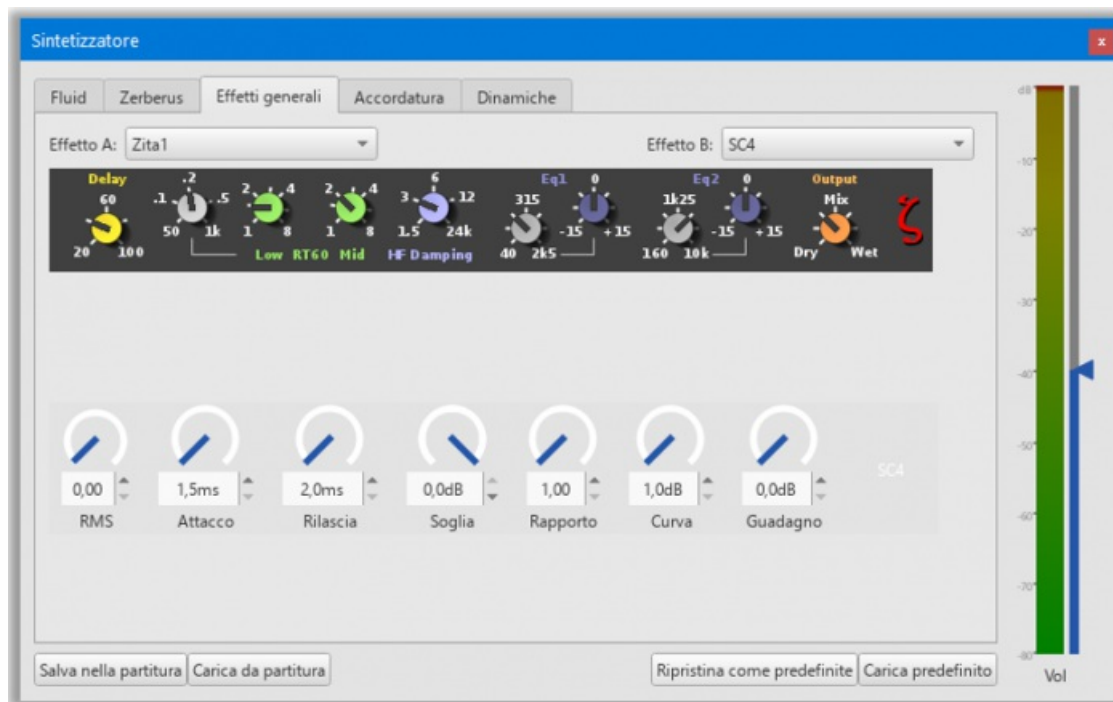 Sintetizzatore
x
Fluid Zerberus Effetti generali Accordatura Dinamiche
Effetto A: Zita1 Effetto B: SC4
Delay .2 6 Eq1 0 Eq2 0 Output
60 .1 .5 2 4 2 4 3 12 315 1k25 Mix
50 1k 1 8 1 8 1.5 24k -15 +15 -15 +15
20 100 Low RT60 Mid HF Damping 40 2k5 160 10k Dry Wet
ζ
0,00 1,5ms 2,0ms 0,0dB 1,00 1,0dB 0,0dB SC4
RMS Attacco Rilascia Soglia Rapporto Curva Guadagno
Salva nella partitura Carica da partitura Ripristina come predefinite Carica predefinito
dB
-10
-20
-30
-40
-50
-60
-70
-80
Vol